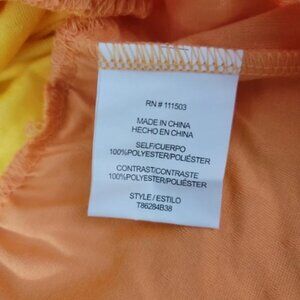 RN # 111503
MADE IN CHINA
HECHO EN CHINA
SELF/CUERPO
100%POLYESTER/POLIÉSTER
CONTRAST/CONTRASTE
100%POLYESTER/POLIÉSTER
STYLE / ESTILO
T86284B38